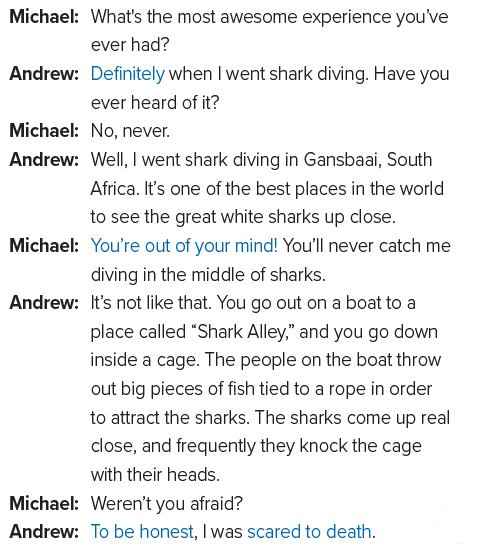 Michael: What's the most awesome experience you've
ever had?
Andrew: Definitely when I went shark diving. Have you
ever heard of it?
Michael: No, never.
Andrew: Well, I went shark diving in Gansbaai, South
Africa. It's one of the best places in the world
to see the great white sharks up close.
Michael: You're out of your mind! You'll never catch me
diving in the middle of sharks.
Andrew: It's not like that. You go out on a boat to a
place called “Shark Alley,” and you go down
inside a cage. The people on the boat throw
out big pieces of fish tied to a rope in order
to attract the sharks. The sharks come up real
close, and frequently they knock the cage
with their heads.
Michael: Weren't you afraid?
Andrew: To be honest, I was scared to death.